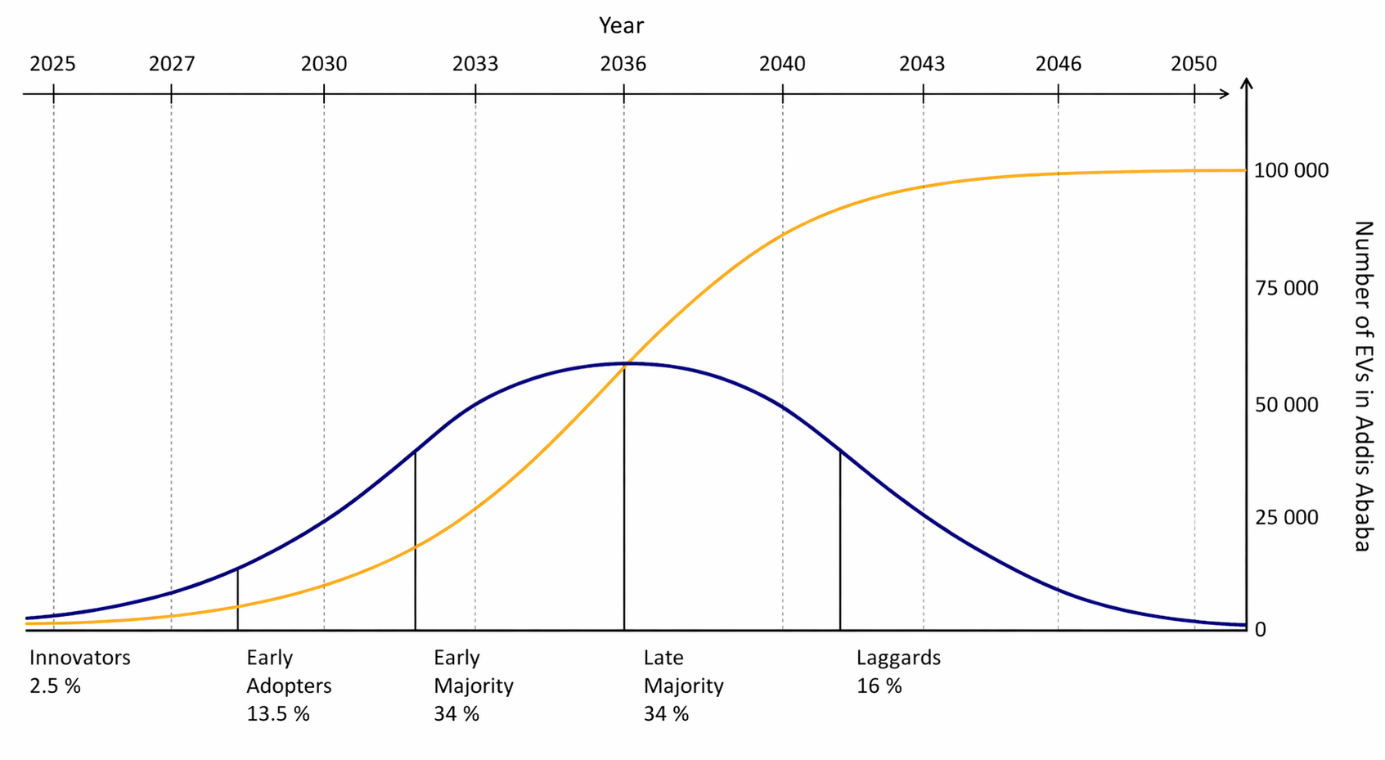 Year
2025 2027 2030 2033 2036 2040 2043 2046 2050
100 000
75 000
50 000
25 000
0
Number of EVs in Addis Ababa
Innovators
2.5 %
Early
Adopters
13.5 %
Early
Majority
34 %
Late
Majority
34 %
Laggards
16 %